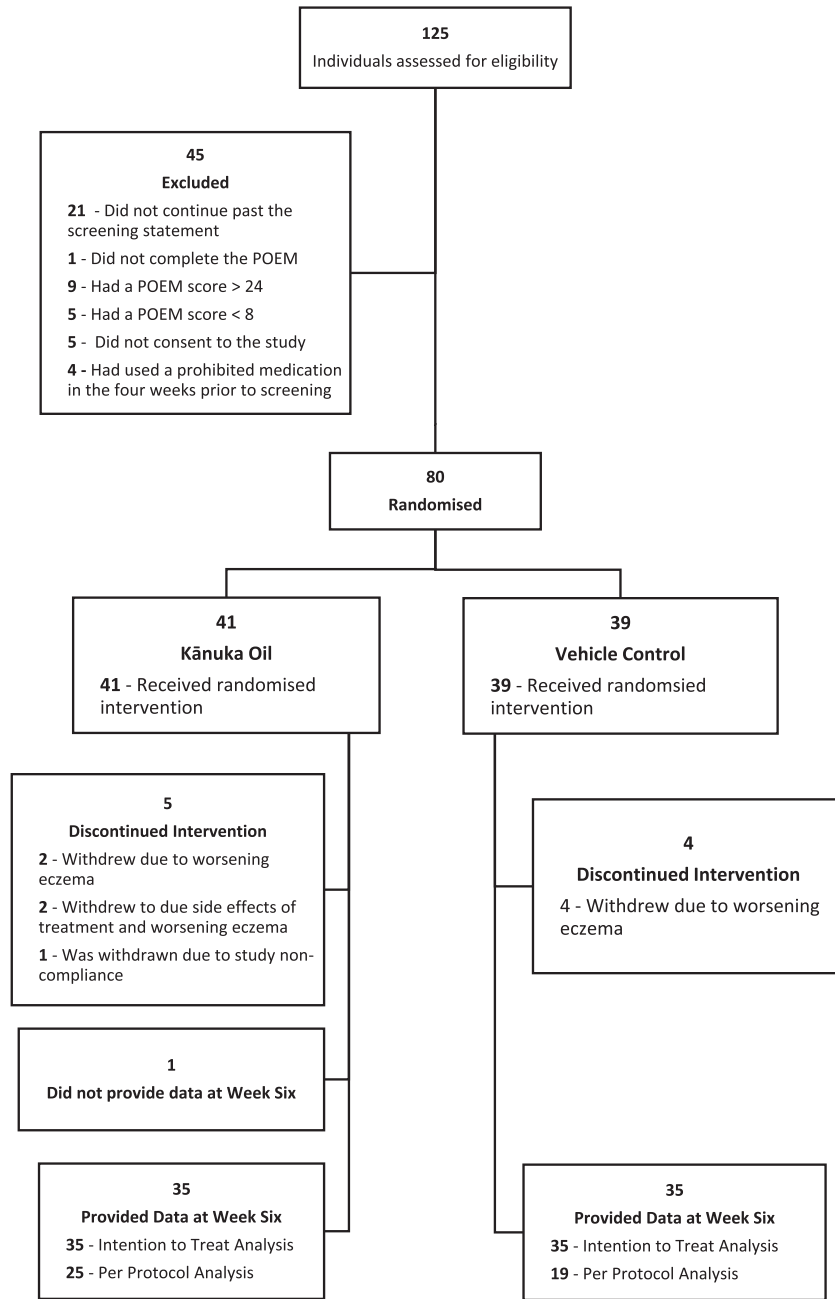 125
Individuals assessed for eligibility
45
Excluded
21 - Did not continue past the
screening statement
1 - Did not complete the POEM
9 - Had a POEM score > 24
5 - Had a POEM score < 8
5 - Did not consent to the study
4 - Had used a prohibited medication
in the four weeks prior to screening
80
Randomised
41
Kānuka Oil
41 - Received randomised
intervention
39
Vehicle Control
39 - Received randomsied
intervention
5
Discontinued Intervention
2 - Withdrew due to worsening
eczema
2 - Withdrew to due side effects of
treatment and worsening eczema
1 - Was withdrawn due to study non-
compliance
4
Discontinued Intervention
4 - Withdrew due to worsening
eczema
1
Did not provide data at Week Six
35
Provided Data at Week Six
35 - Intention to Treat Analysis
25 - Per Protocol Analysis
35
Provided Data at Week Six
35 - Intention to Treat Analysis
19 - Per Protocol Analysis